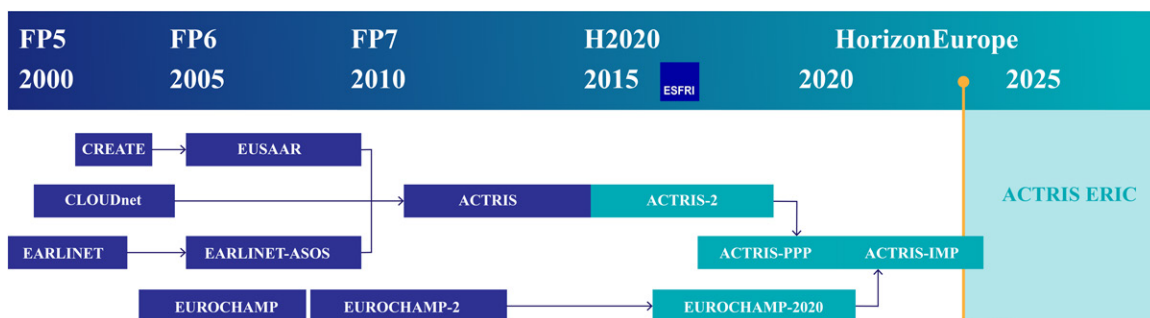 FP5 FP6 FP7 H2020 HorizonEurope
2000 2005 2010 2015 ESFRI 2020 2025
CREATE EUSAAR
CLOUDnet ACTRIS ACTRIS-2 ACTRIS ERIC
EARLINET EARLINET-ASOS ACTRIS-PPP ACTRIS-IMP
EUROCHAMP EUROCHAMP-2 EUROCHAMP-2020